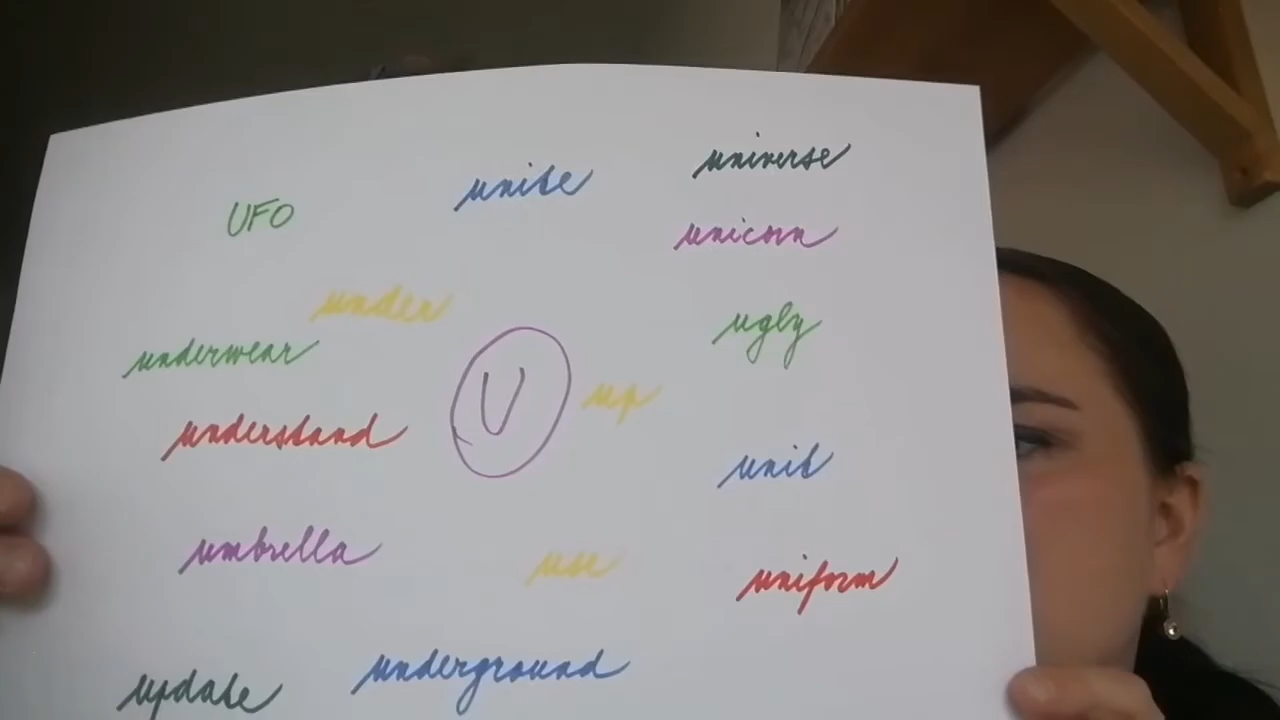 universe
unite
UFO
unicorn
under
ugly
underwear
U
up
understand
unit
umbrella
use
uniform
underground
update